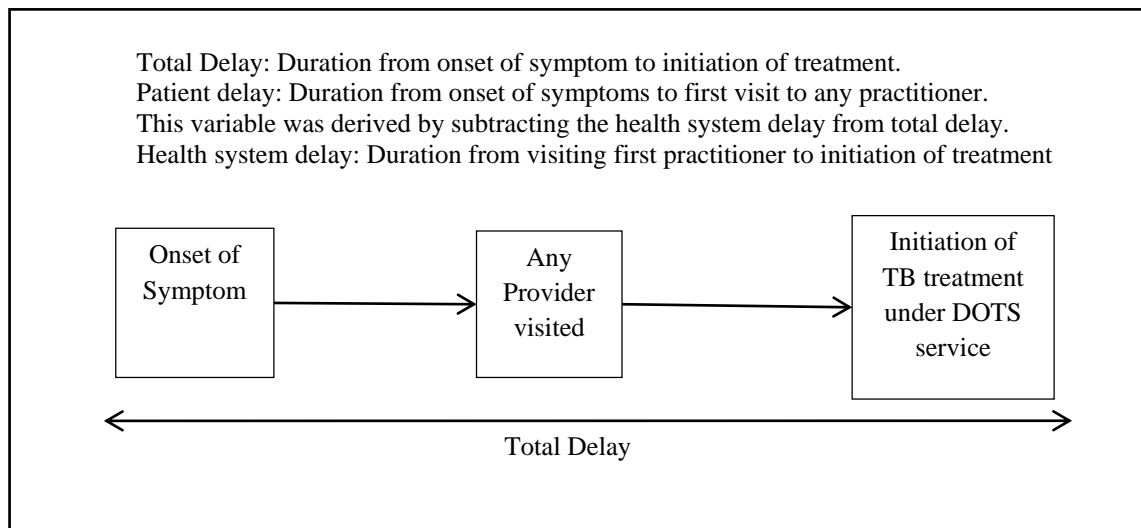 Total Delay: Duration from onset of symptom to initiation of treatment.
Patient delay: Duration from onset of symptoms to first visit to any practitioner.
This variable was derived by subtracting the health system delay from total delay.
Health system delay: Duration from visiting first practitioner to initiation of treatment
Onset of
Symptom
Any
Provider
visited
Initiation of
TB treatment
under DOTS
service
Total Delay